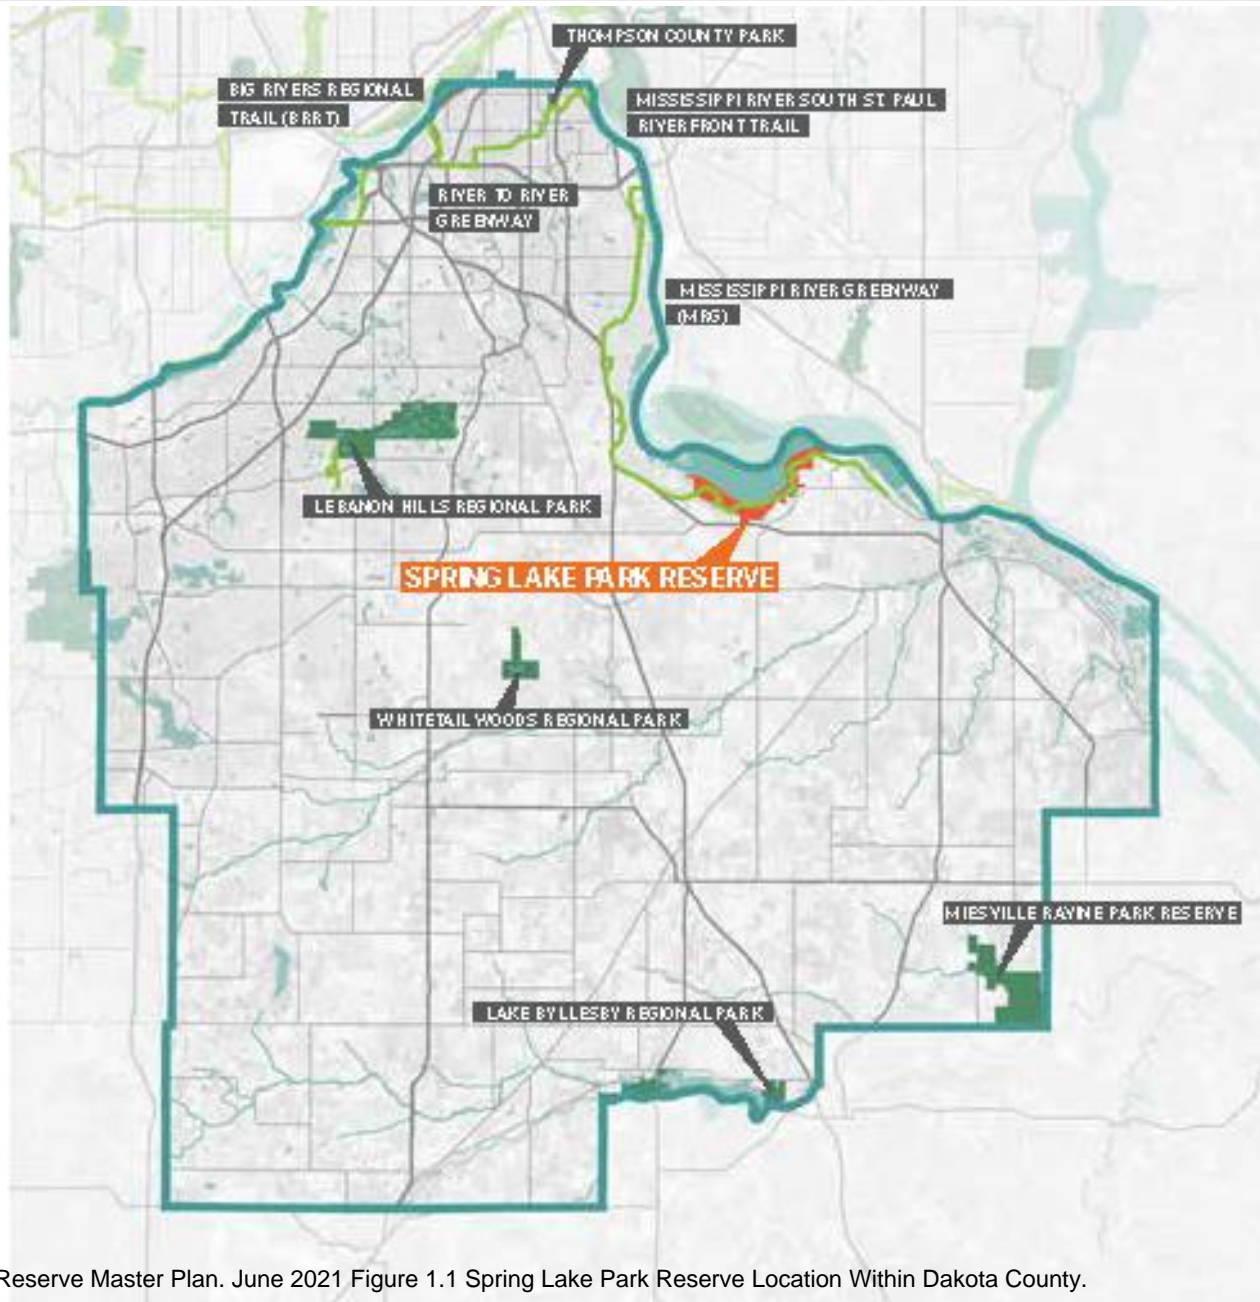 THOMPSON COUNTY PARK
BIG RIVERS REGIONAL
TRAIL (BRRT)
MISSISSIPPI RIVER SOUTH ST. PAUL
RIVERFRONT TRAIL
RIVER TO RIVER
GREENWAY
MISSISSIPPI RIVER GREENWAY
(MRG)
LEBANON HILLS REGIONAL PARK
SPRING LAKE PARK RESERVE
WHITETAIL WOODS REGIONAL PARK
MIESVILLE RAVINE PARK RESERVE
LAKE BYLLESBY REGIONAL PARK
Reserve Master Plan. June 2021 Figure 1.1 Spring Lake Park Reserve Location Within Dakota County.